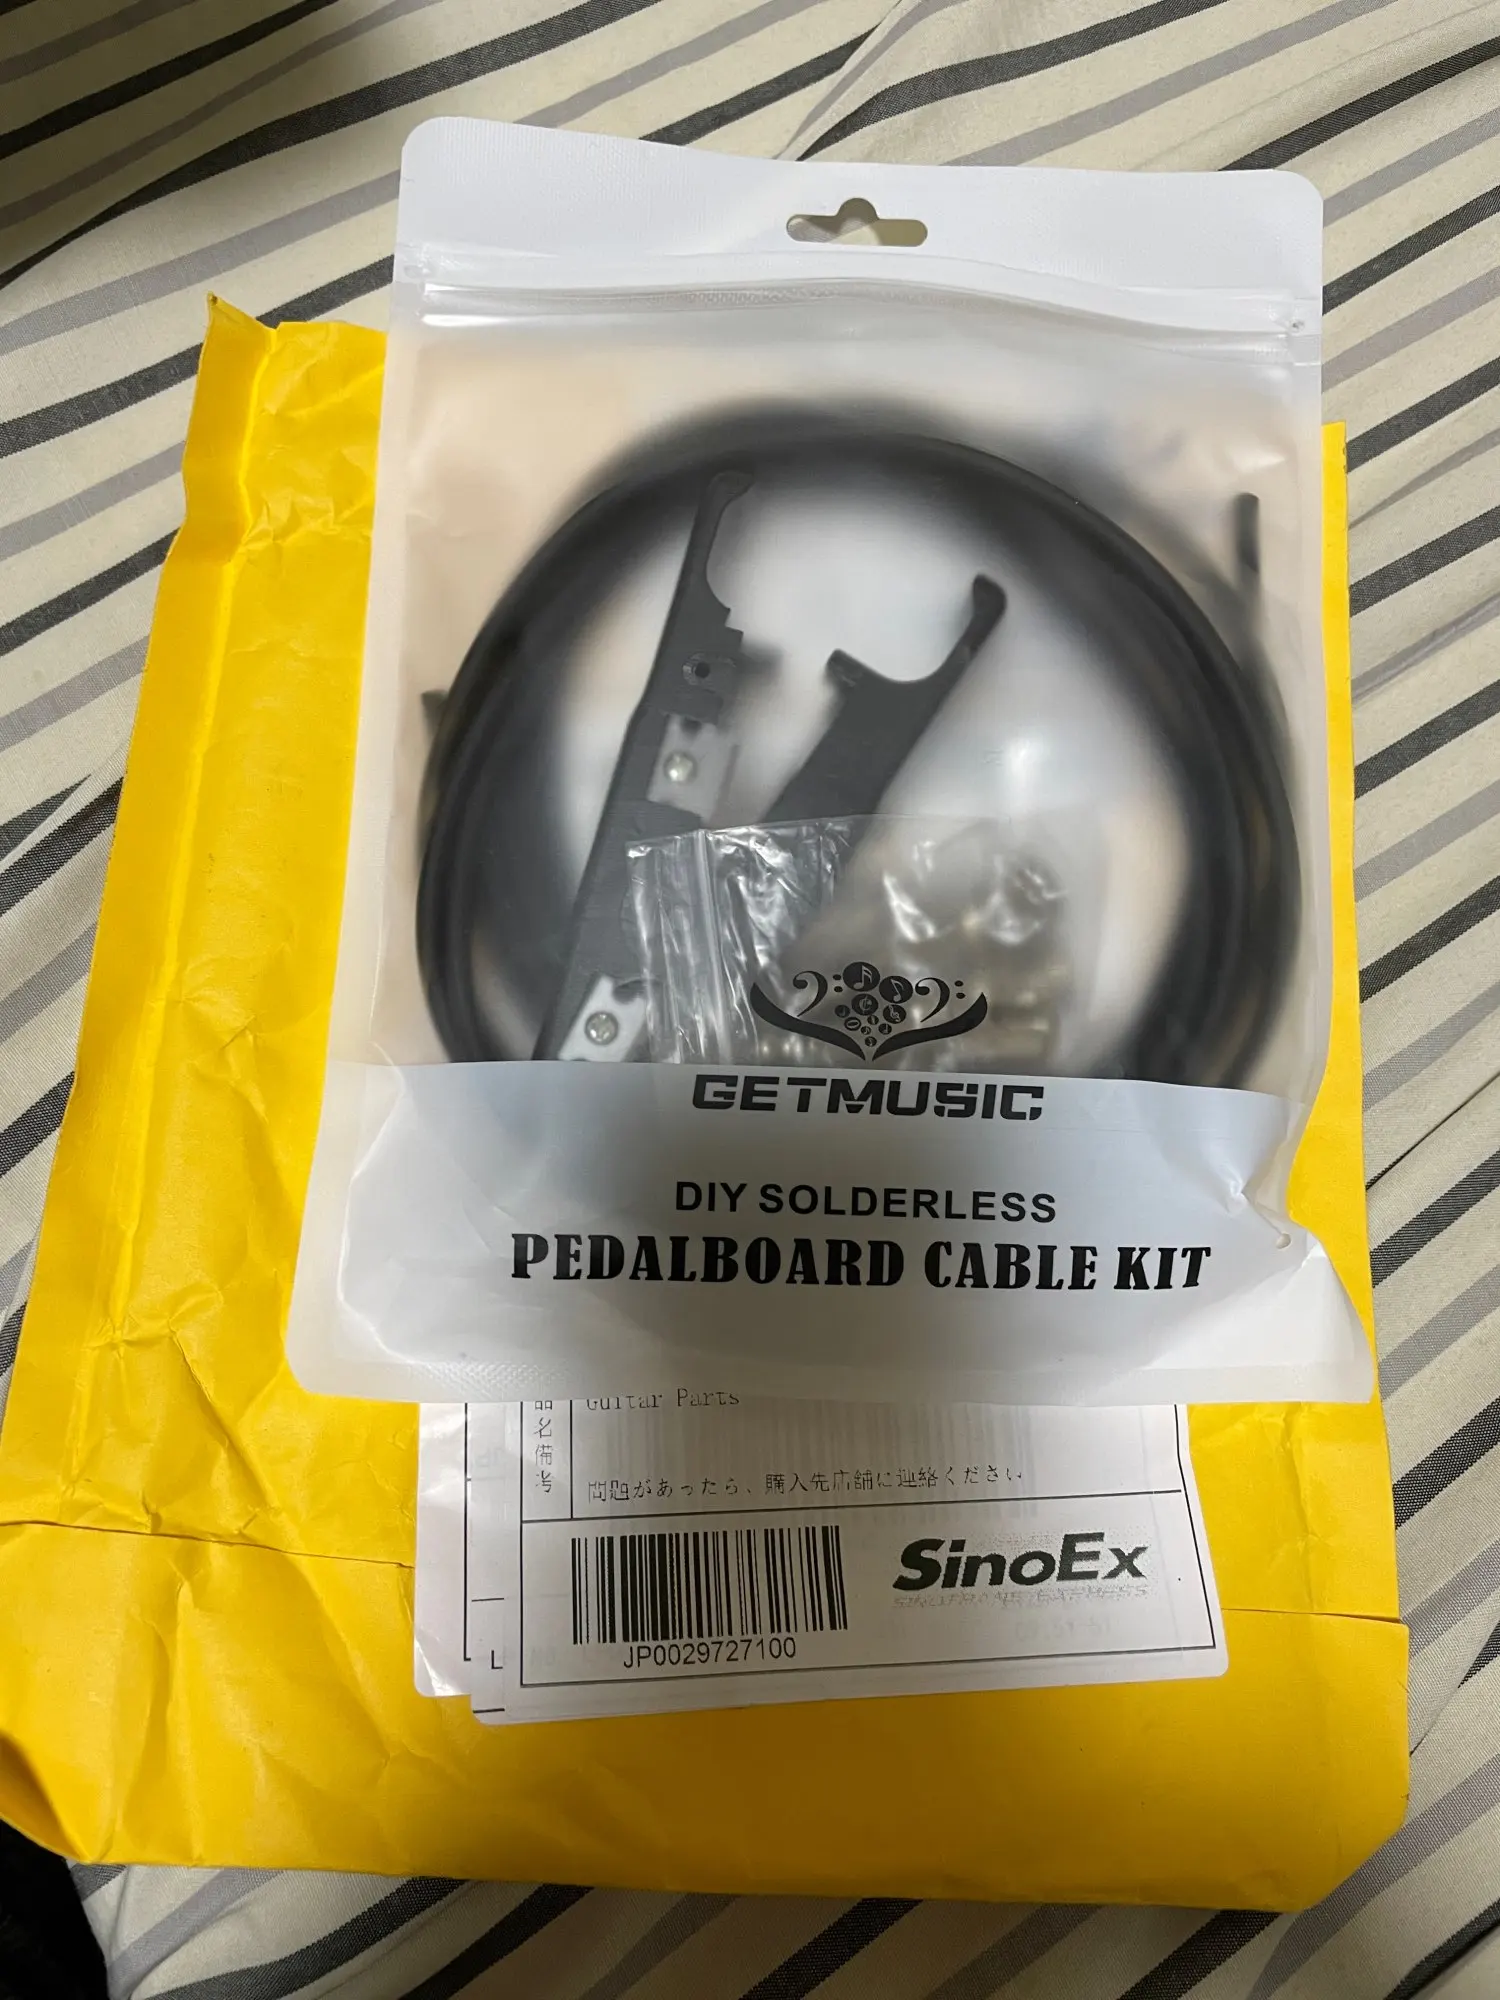 GETMUSIC
DIY SOLDERLESS
PEDALBOARD CABLE KIT
品名
Guitar Parts
備考
問題があったら、購入先店舗に連絡ください
SinoEx
JP0029727100
L